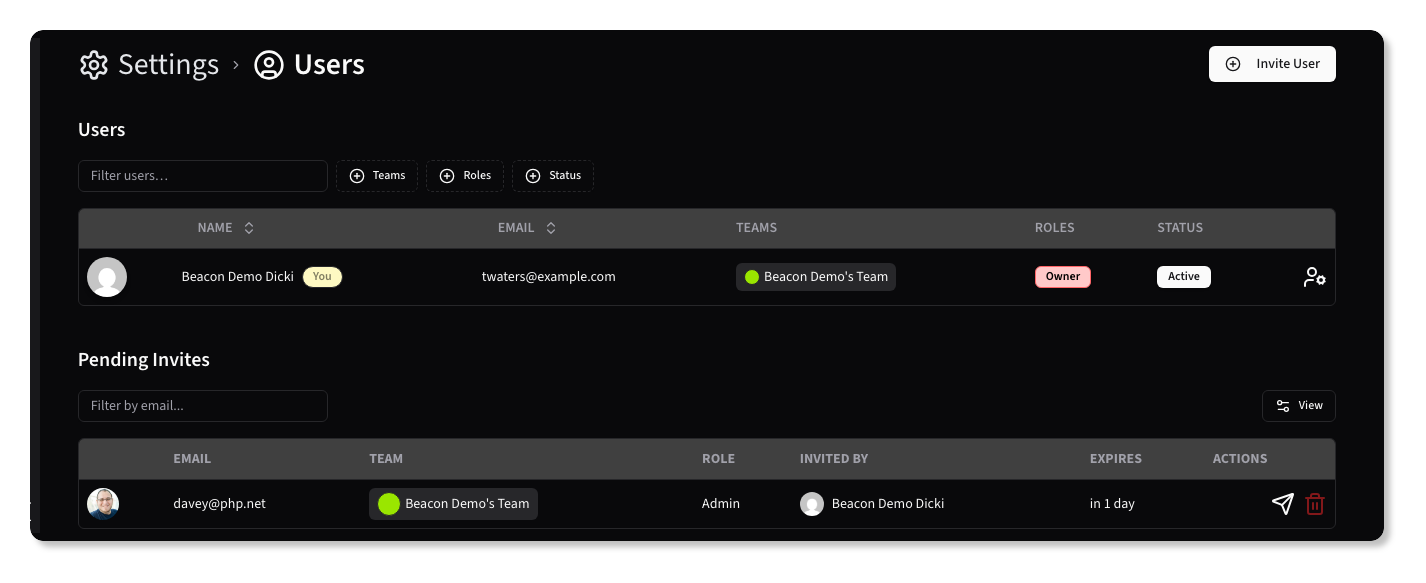 Settings › Users
Invite User
Users
Filter users…
Teams
Roles
Status
NAME EMAIL TEAMS ROLES STATUS
Beacon Demo Dicki You twaters@example.com Beacon Demo's Team Owner Active
Pending Invites
Filter by email...
View
EMAIL TEAM ROLE INVITED BY EXPIRES ACTIONS
davey@php.net Beacon Demo's Team Admin Beacon Demo Dicki in 1 day